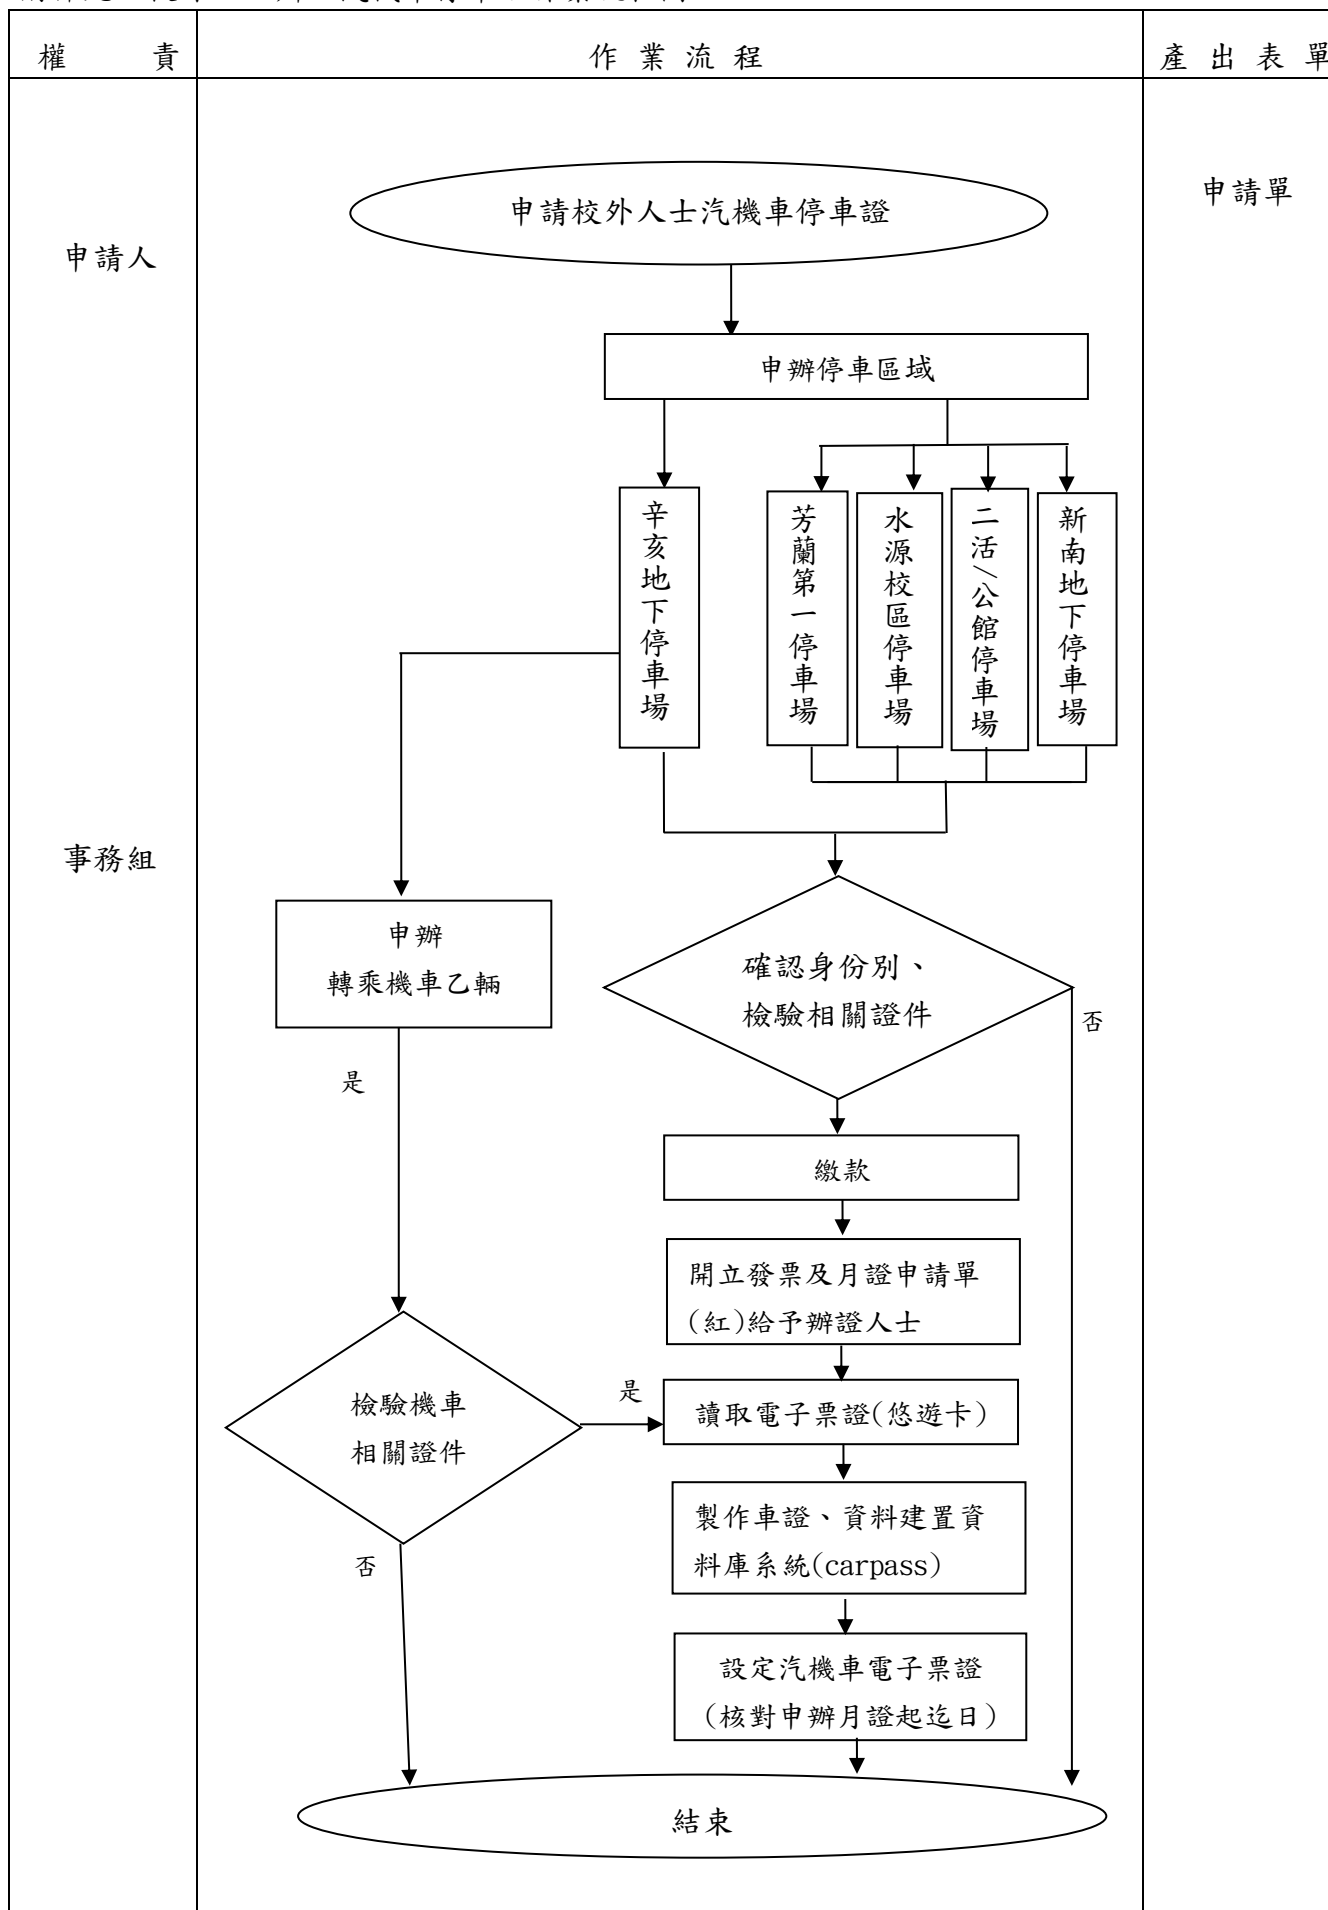 權 責
作業流程
產出表單
申請單
申請校外人士汽機車停車證
申請人
申辦停車區域
辛亥地下停車場
芳蘭第一停車場
水源校區停車場
二活/公館停車場
新南地下停車場
事務組
申辦
轉乘機車乙輛
確認身份別、
檢驗相關證件
否
是
繳款
開立發票及月證申請單
(紅)給予辦證人士
檢驗機車
相關證件
是
讀取電子票證(悠遊卡)
製作車證、資料建置資
料庫系統(carpass)
否
設定汽機車電子票證
(核對申辦月證起迄日)
結束